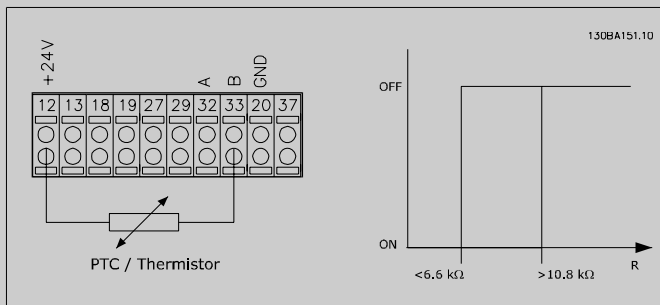 130BA151.10
+24V
A
B
GND
12 13 18 19 27 29 32 33 20 37
PTC / Thermistor
OFF
ON
R
<6.6 kΩ
>10.8 kΩ